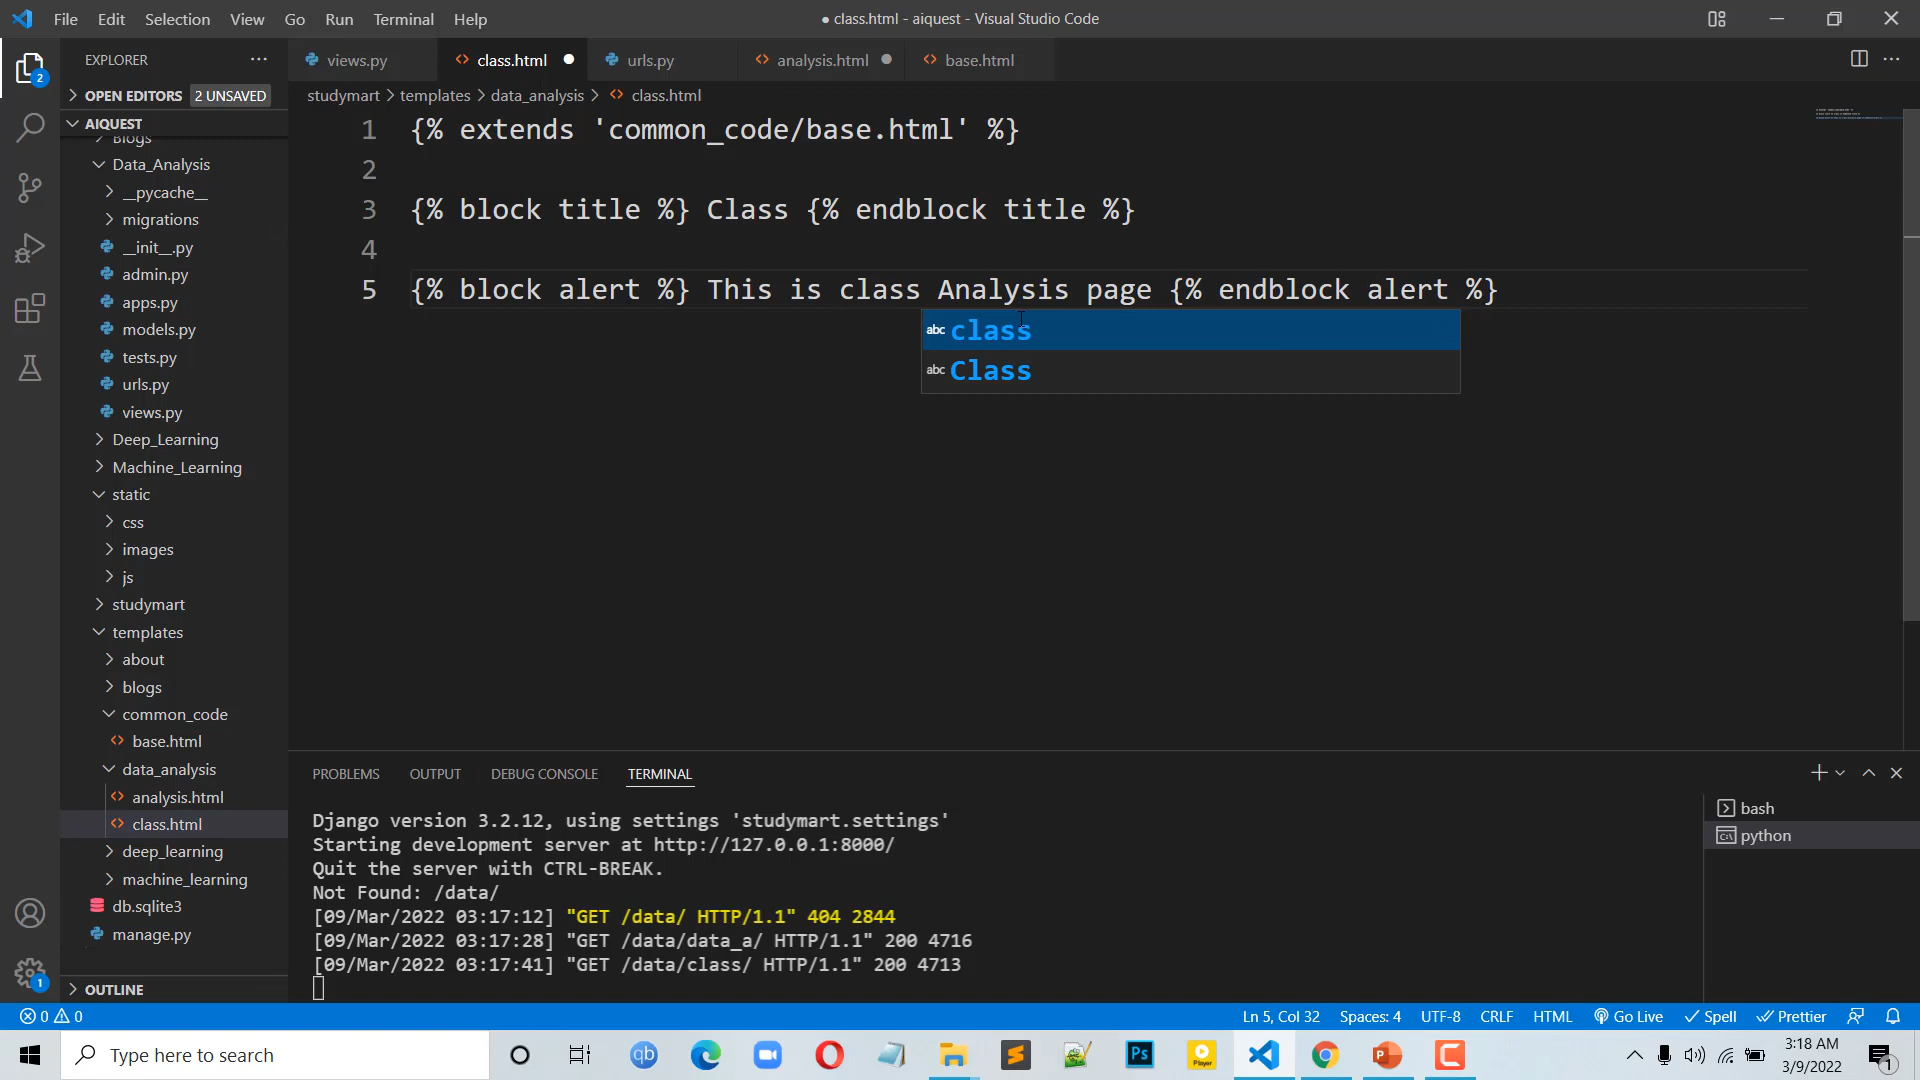 File Edit Selection View Go Run Terminal Help
● class.html - aiquest - Visual Studio Code
EXPLORER
views.py
class.html
urls.py
analysis.html
base.html
OPEN EDITORS 2 UNSAVED
studymart > templates > data_analysis > class.html
AIQUEST
Blogs
Data_Analysis
__pycache__
migrations
__init__.py
admin.py
apps.py
models.py
tests.py
urls.py
views.py
Deep_Learning
Machine_Learning
static
css
images
js
studymart
templates
about
blogs
common_code
base.html
data_analysis
analysis.html
class.html
deep_learning
machine_learning
db.sqlite3
manage.py
OUTLINE
1 {% extends 'common_code/base.html' %}
2
3 {% block title %} Class {% endblock title %}
4
5 {% block alert %} This is class Analysis page {% endblock alert %}
abc class
abc Class
PROBLEMS OUTPUT DEBUG CONSOLE TERMINAL
Django version 3.2.12, using settings 'studymart.settings'
Starting development server at http://127.0.0.1:8000/
Quit the server with CTRL-BREAK.
Not Found: /data/
[09/Mar/2022 03:17:12] "GET /data/ HTTP/1.1" 404 2844
[09/Mar/2022 03:17:28] "GET /data/data_a/ HTTP/1.1" 200 4716
[09/Mar/2022 03:17:41] "GET /data/class/ HTTP/1.1" 200 4713
bash
python
2
1
0 0
Ln 5, Col 32 Spaces: 4 UTF-8 CRLF HTML Go Live Spell Prettier
Type here to search
qb
Ps
Player
P
C
3:18 AM
3/9/2022
1